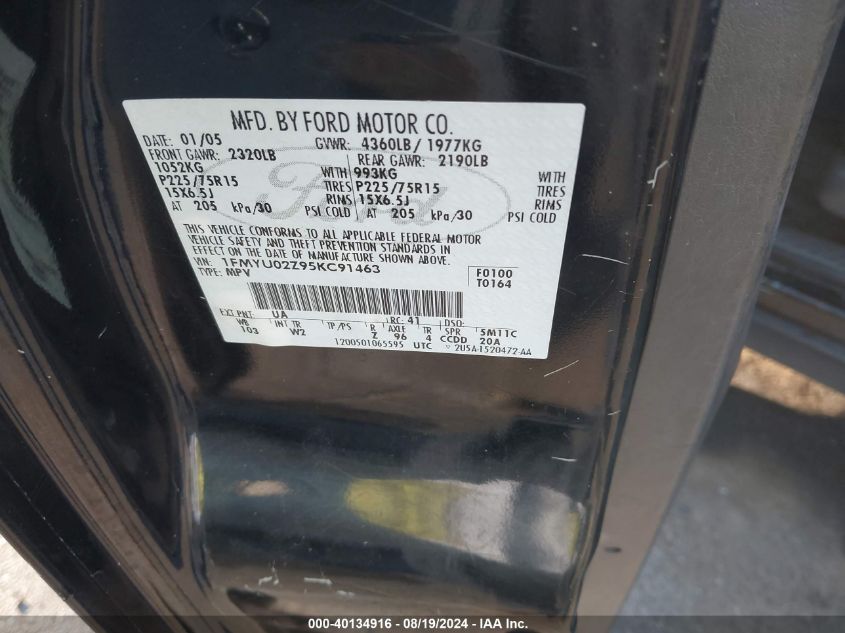 MFD. BY FORD MOTOR CO.
DATE: 01/05 GVWR: 4360LB / 1977KG
FRONT GAWR: 2320LB REAR GAWR: 2190LB
1052KG WITH 993KG WITH
P225/75R15 TIRES P225/75R15 TIRES
15X6.5J RIMS 15X6.5J RIMS
AT 205 kPa/30 PSI COLD AT 205 kPa/30 PSI COLD
Ford
THIS VEHICLE CONFORMS TO ALL APPLICABLE FEDERAL MOTOR
VEHICLE SAFETY AND THEFT PREVENTION STANDARDS IN
EFFECT ON THE DATE OF MANUFACTURE SHOWN ABOVE.
VIN: 1FMYU02Z95KC91463 F0100
TYPE: MPV T0164
EXT PNT: UA RC: 41 DSO:
WB INT TR TP/PS R AXLE TR SPR 5M11C
103 W2 Z 96 4 CCDD 20A
1200501065595 UTC 2U5A-1520472-AA
000-40134916 - 08/19/2024 - IAA Inc.